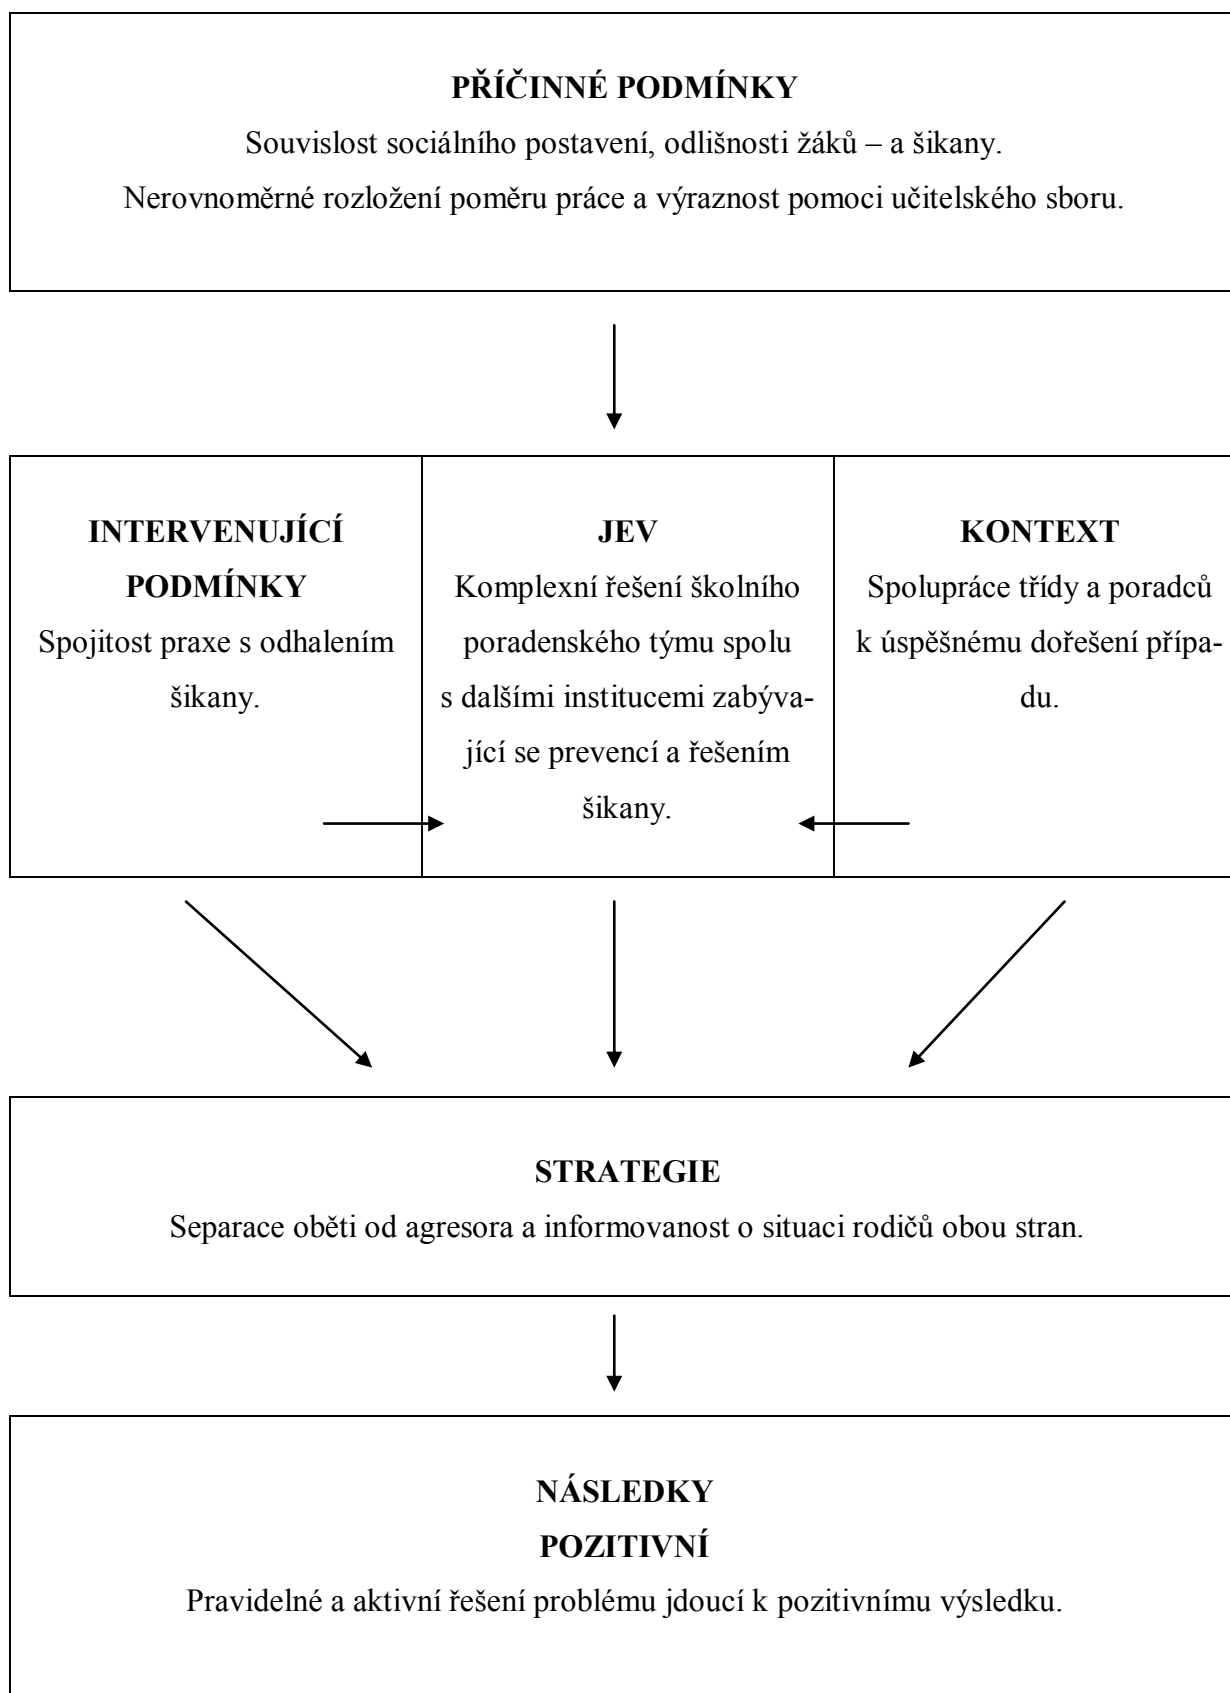 PŘÍČINNÉ PODMÍNKY
Souvislost sociálního postavení, odlišnosti žáků – a šikany.
Nerovnoměrné rozložení poměru práce a výraznost pomoci učitelského sboru.
INTERVENUJÍCÍ
PODMÍNKY
Spojitost praxe s odhalením
šikany.
JEV
Komplexní řešení školního
poradenského týmu spolu
s dalšími institucemi zabýva-
jící se prevencí a řešením
šikany.
KONTEXT
Spolupráce třídy a poradců
k úspěšnému dořešení přípa-
du.
STRATEGIE
Separace oběti od agresora a informovanost o situaci rodičů obou stran.
NÁSLEDKY
POZITIVNÍ
Pravidelné a aktivní řešení problému jdoucí k pozitivnímu výsledku.